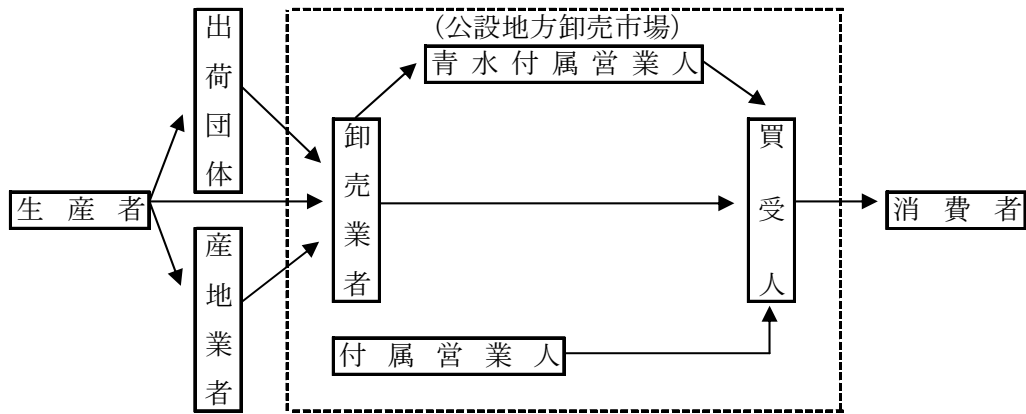 (公設地方卸売市場)
出荷団体
青水付属営業人
卸売業者
買受人
生産者
消費者
産地業者
付属営業人